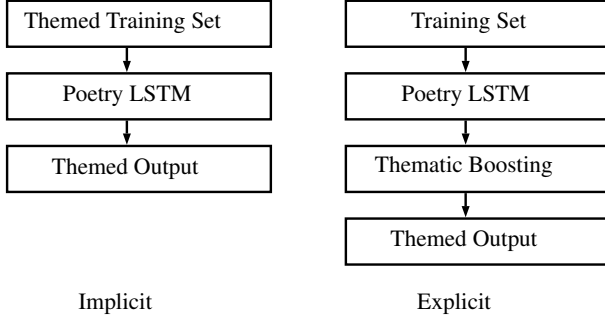 Themed Training Set
Poetry LSTM
Themed Output
Implicit
Training Set
Poetry LSTM
Thematic Boosting
Themed Output
Explicit